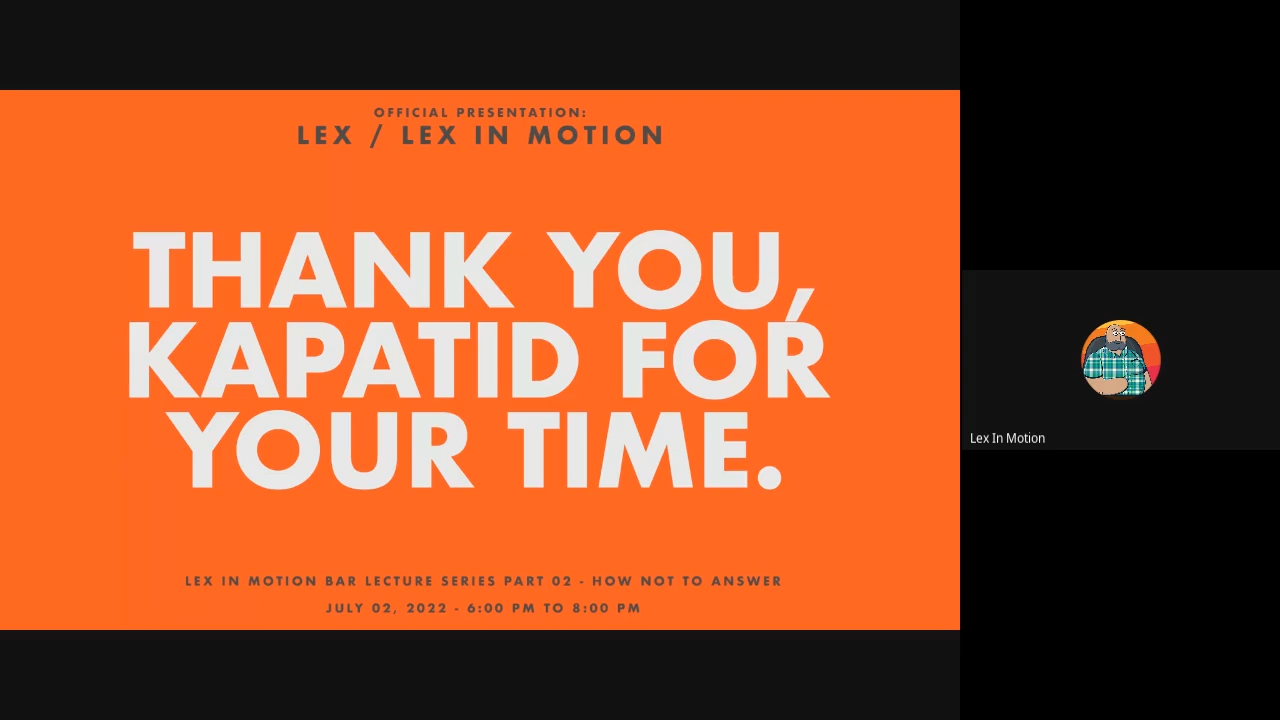 OFFICIAL PRESENTATION:
LEX / LEX IN MOTION
THANK YOU,
KAPATID FOR
YOUR TIME.
LEX IN MOTION BAR LECTURE SERIES PART 02 - HOW NOT TO ANSWER
JULY 02, 2022 - 6:00 PM TO 8:00 PM
Lex In Motion